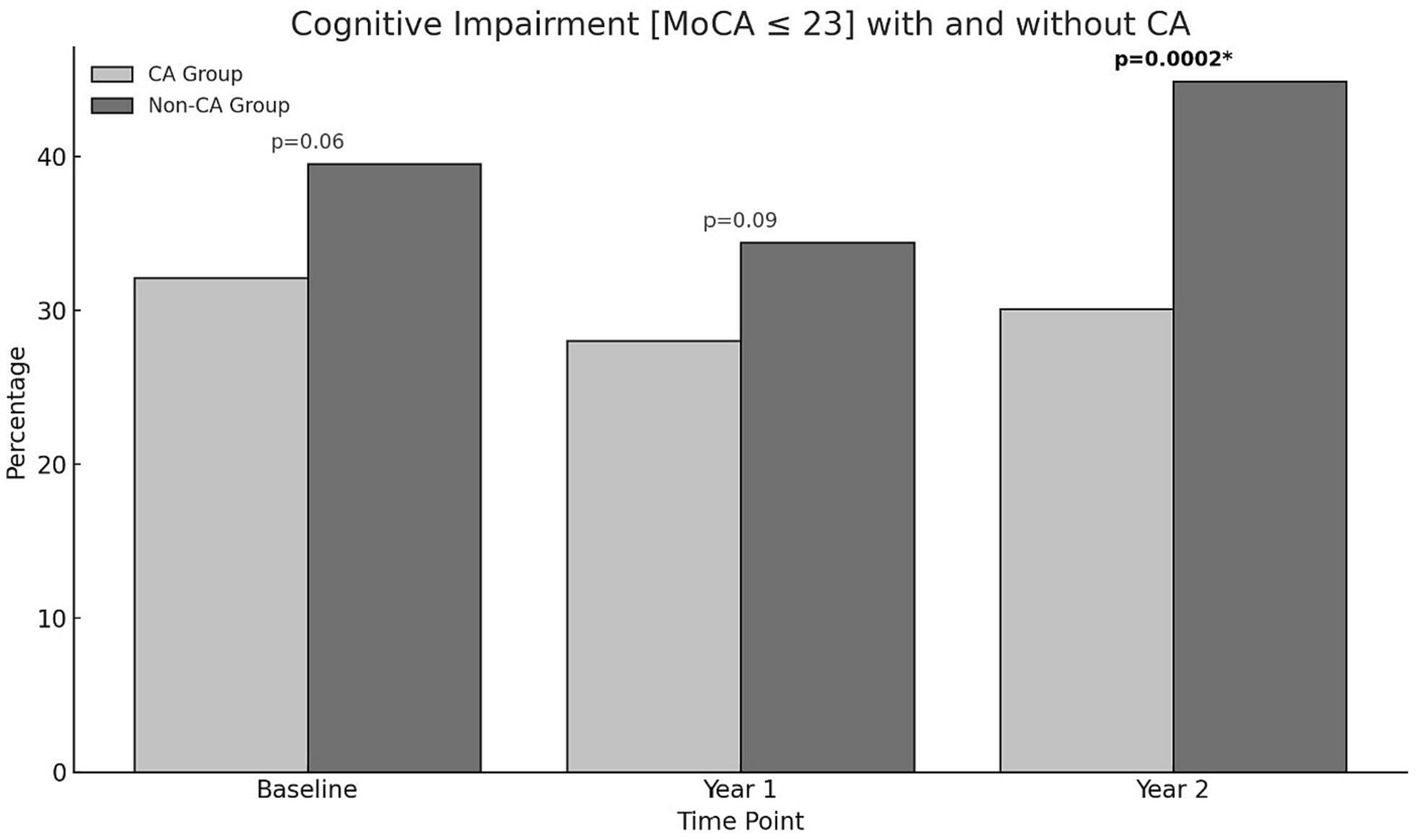 Cognitive Impairment [MoCA ≤ 23] with and without CA
CA Group
Non-CA Group
p=0.06
p=0.09
p=0.0002*
Percentage
40
30
20
10
0
Baseline
Year 1
Year 2
Time Point